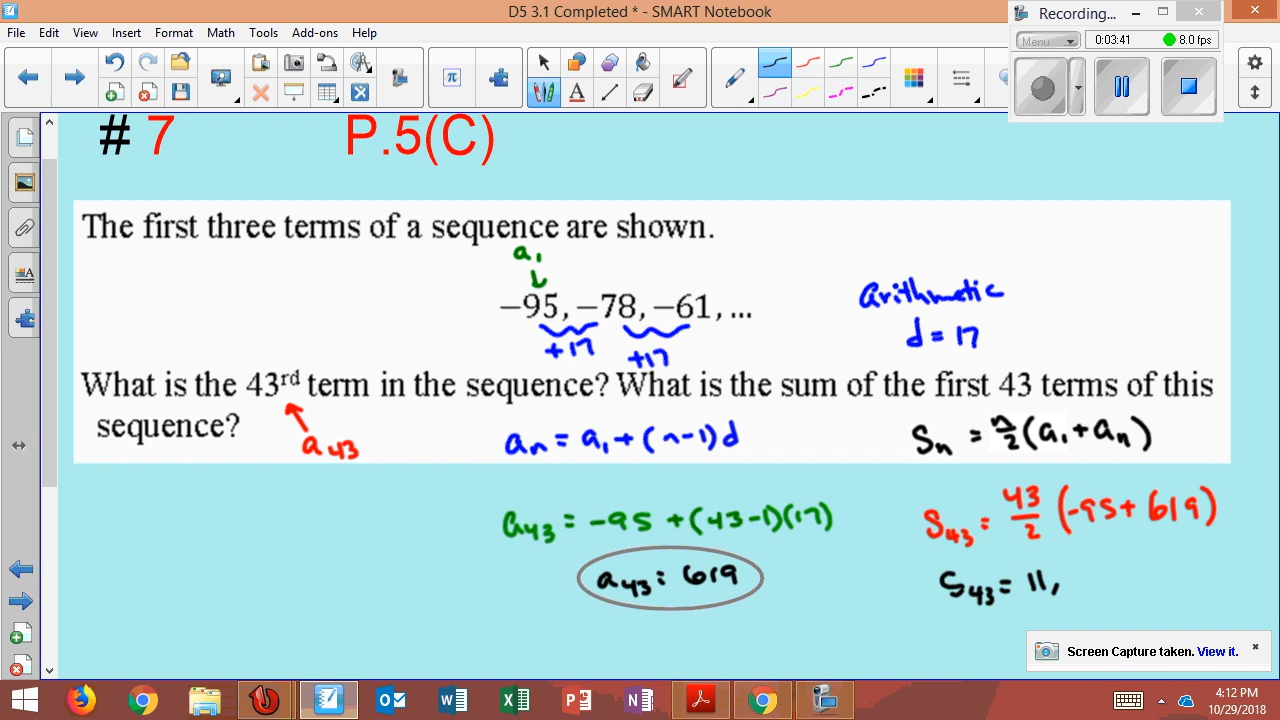 D5 3.1 Completed * - SMART Notebook
File Edit View Insert Format Math Tools Add-ons Help
Recording...
Menu
0:03:41
8.0 fps
# 7 P.5(C)
The first three terms of a sequence are shown.
a₁
−95, −78, −61, ...
+17 +17
arithmetic
d = 17
What is the 43ʳᵈ term in the sequence? What is the sum of the first 43 terms of this
sequence?
a₄₃
aₙ = a₁ + (n-1)d
Sₙ = n/2(a₁+aₙ)
a₄₃ = -95 + (43-1)(17)
S₄₃ = 43/2 (-95+619)
a₄₃ = 619
S₄₃ = 11,
Screen Capture taken. View it.
4:12 PM
10/29/2018